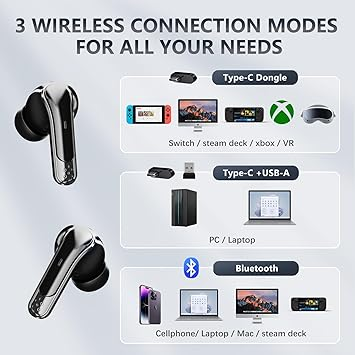 3 WIRELESS CONNECTION MODES
FOR ALL YOUR NEEDS
Type-C Dongle
Switch / steam deck / xbox / VR
Type-C +USB-A
PC / Laptop
Bluetooth
Cellphone/ Laptop / Mac / steam deck